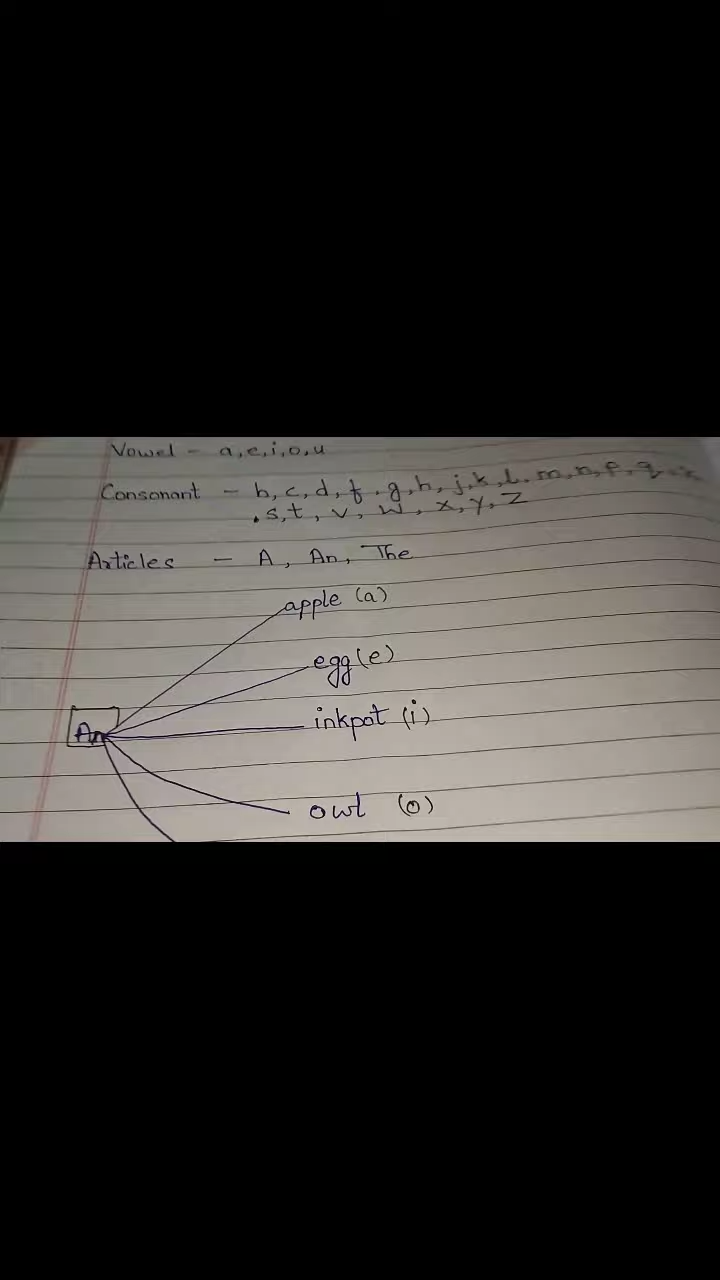 Vowel - a, e, i, o, u
Consonant - b, c, d, f, g, h, j, k, l, m, n, p, q, r
s, t, v, w, x, y, z
Articles - A, An, The
apple (a)
egg (e)
inkpot (i)
An
owl (o)